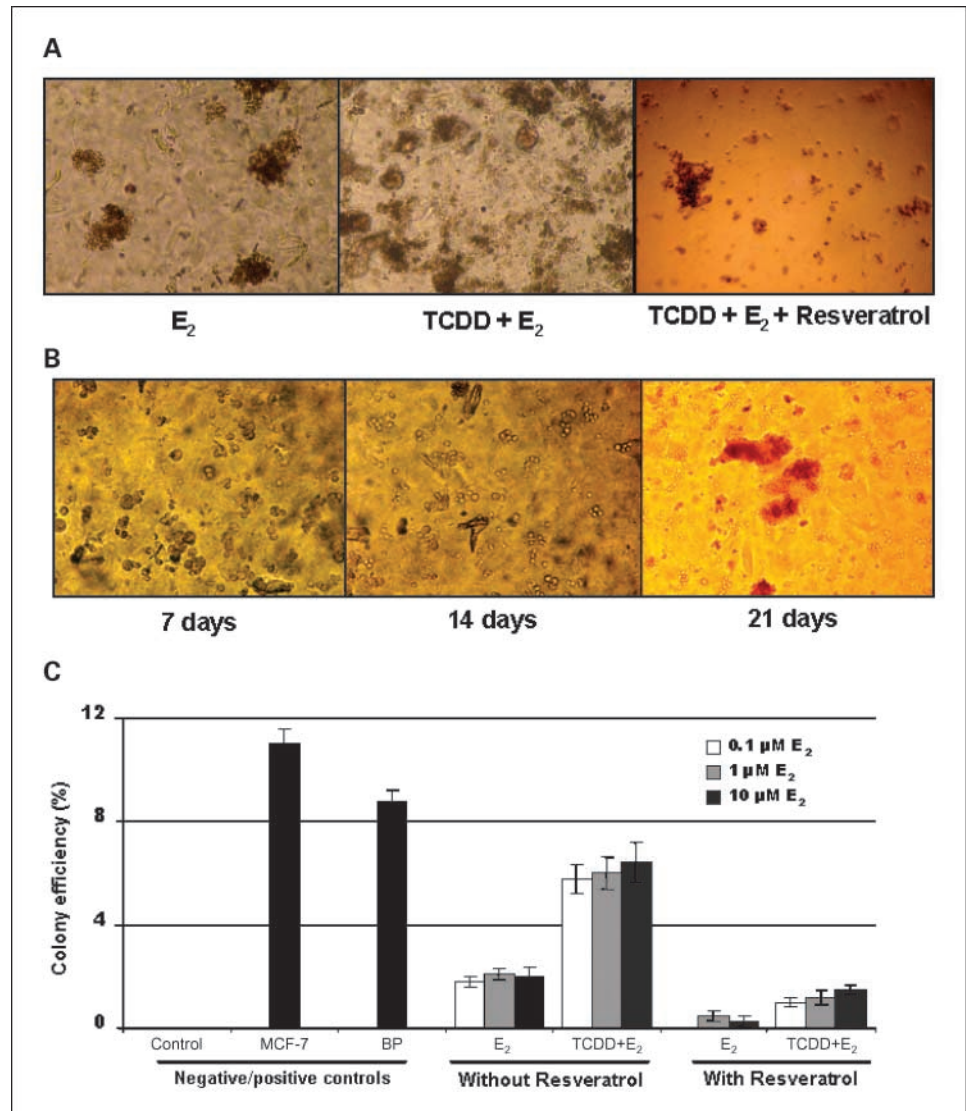 A
E₂
TCDD + E₂
TCDD + E₂ + Resveratrol
B
7 days
14 days
21 days
C
Colony efficiency (%)
12
8
4
0
0.1 µM E₂
1 µM E₂
10 µM E₂
Control
MCF-7
BP
E₂
TCDD+E₂
E₂
TCDD+E₂
Negative/positive controls
Without Resveratrol
With Resveratrol